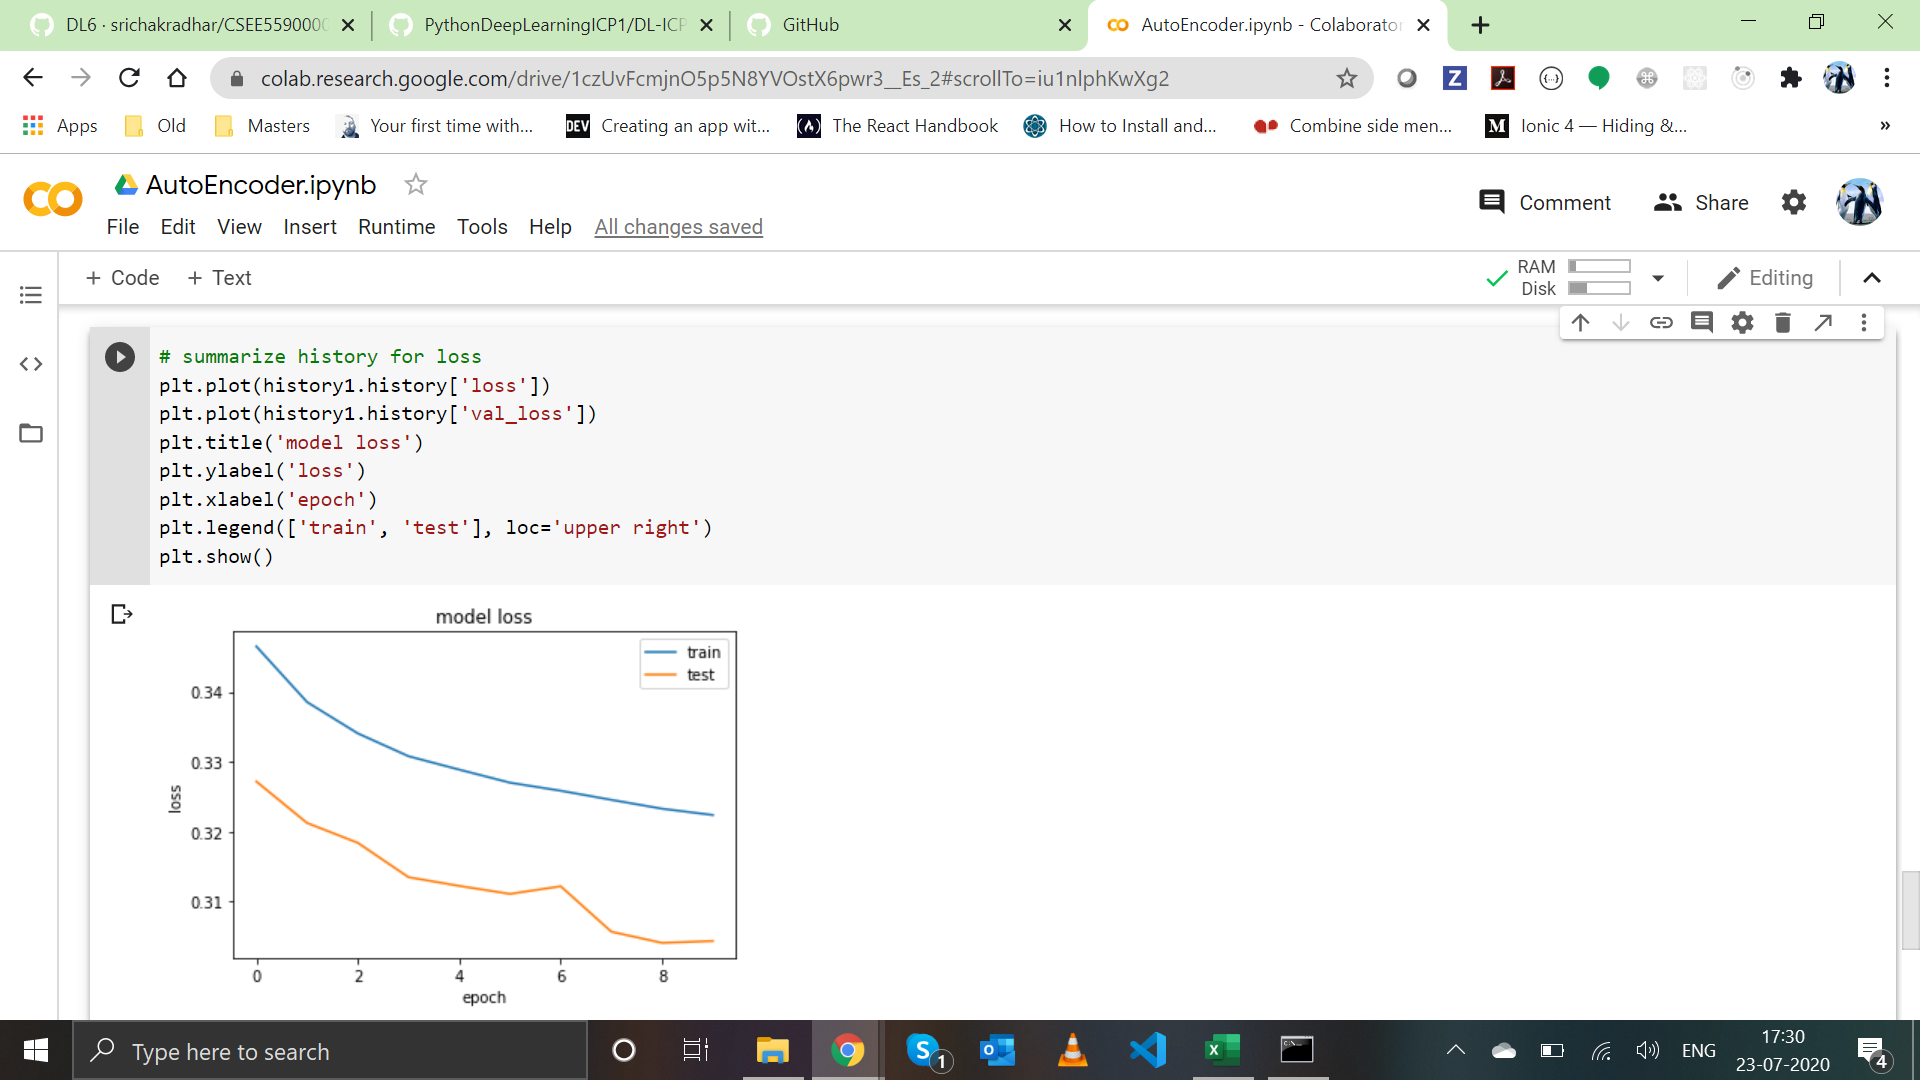 DL6 · srichakradhar/CSEE5590000
PythonDeepLearningICP1/DL-ICP
GitHub
AutoEncoder.ipynb - Colaborator
colab.research.google.com/drive/1czUvFcmjnO5p5N8YVOstX6pwr3__Es_2#scrollTo=iu1nlphKwXg2
Apps
Old
Masters
Your first time with...
DEV
Creating an app wit...
The React Handbook
How to Install and...
Combine side men...
Ionic 4 — Hiding &...
»
AutoEncoder.ipynb
Comment
Share
File Edit View Insert Runtime Tools Help All changes saved
+ Code + Text
RAM
Disk
Editing
# summarize history for loss
plt.plot(history1.history['loss'])
plt.plot(history1.history['val_loss'])
plt.title('model loss')
plt.ylabel('loss')
plt.xlabel('epoch')
plt.legend(['train', 'test'], loc='upper right')
plt.show()
model loss
train
test
0.34
0.33
0.32
0.31
loss
0 2 4 6 8
epoch
Type here to search
1
ENG
17:30
23-07-2020
4